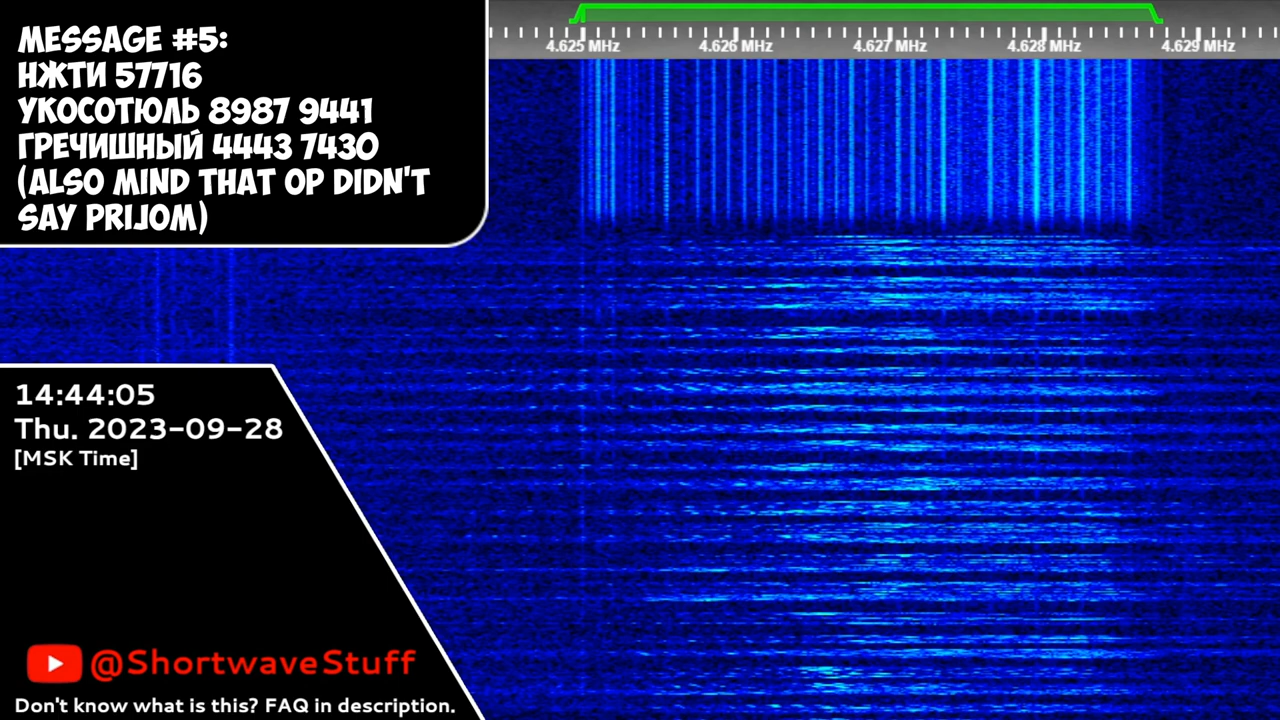 MESSAGE #5:
НЖТИ 57716
УКОСОТЮЛЬ 8987 9441
ГРЕЧИШНЫЙ 4443 7430
(ALSO MIND THAT OP DIDN'T
SAY PRIJOM)
4.625 MHz 4.626 MHz 4.627 MHz 4.628 MHz 4.629 MHz
14:44:05
Thu. 2023-09-28
[MSK Time]
@ShortwaveStuff
Don't know what is this? FAQ in description.